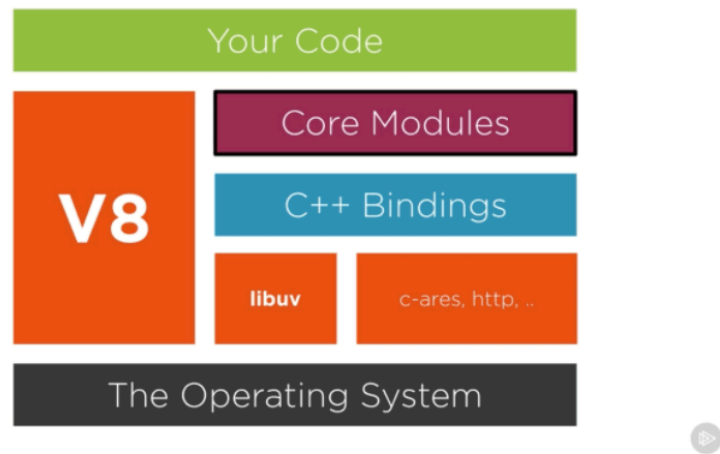 Your Code
V8
Core Modules
C++ Bindings
libuv
c-ares, http, ..
The Operating System